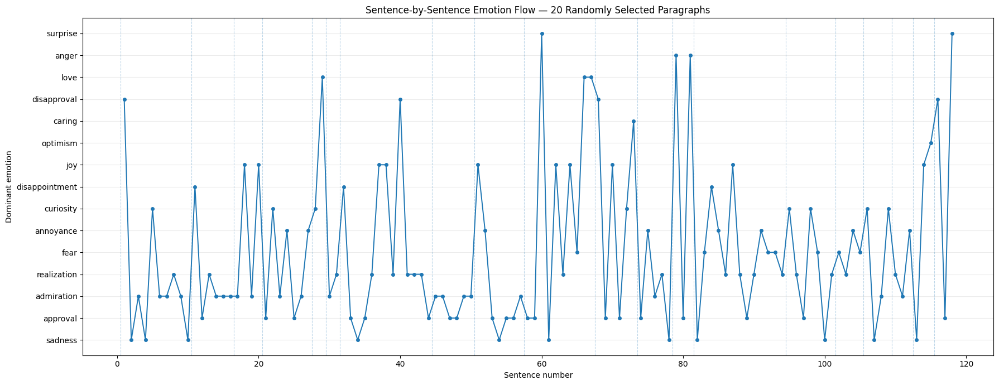 Sentence-by-Sentence Emotion Flow — 20 Randomly Selected Paragraphs
surprise
anger
love
disapproval
caring
optimism
joy
disappointment
curiosity
annoyance
fear
realization
admiration
approval
sadness
Dominant emotion
0 20 40 60 80 100 120
Sentence number